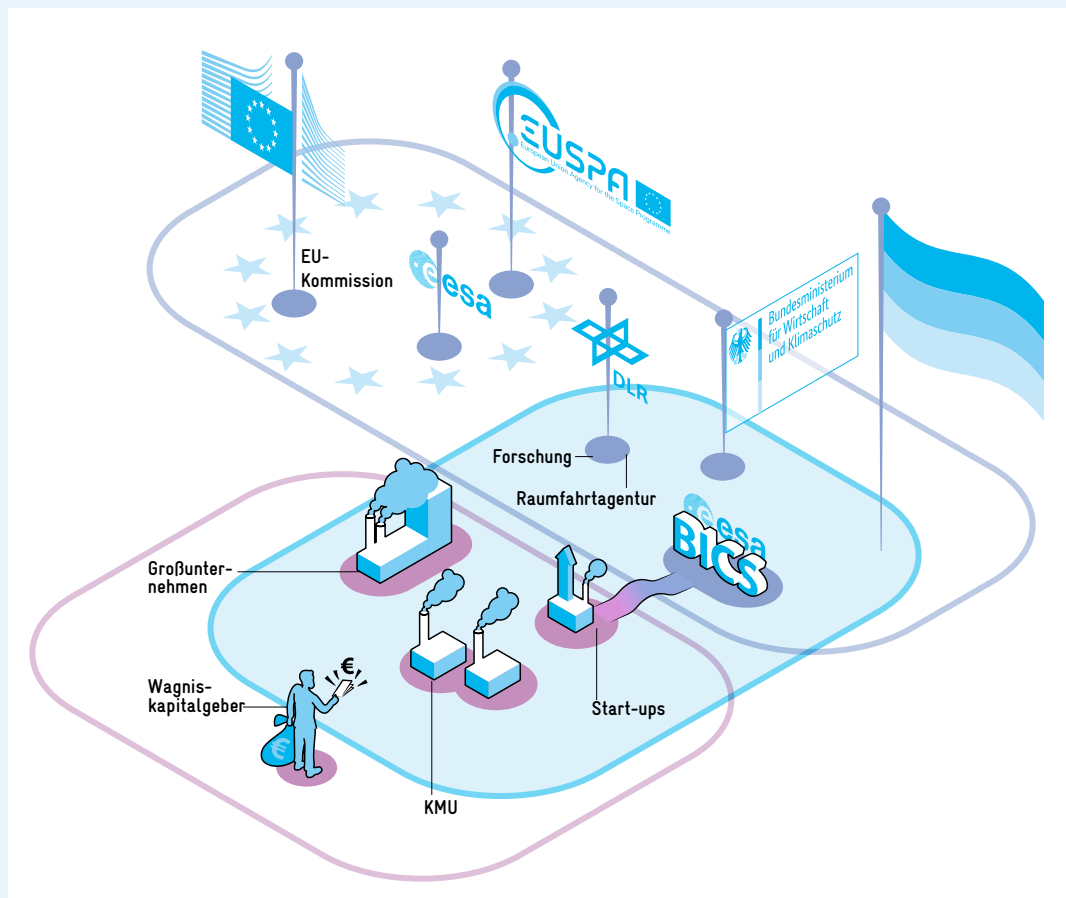 EUSPA
European Union Agency for the Space Programme
EU-
Kommission
esa
Bundesministerium
für Wirtschaft
und Klimaschutz
DLR
Forschung
Raumfahrtagentur
esa
BICS
Großunter-
nehmen
€
Wagnis-
kapitalgeber
€
Start-ups
KMU